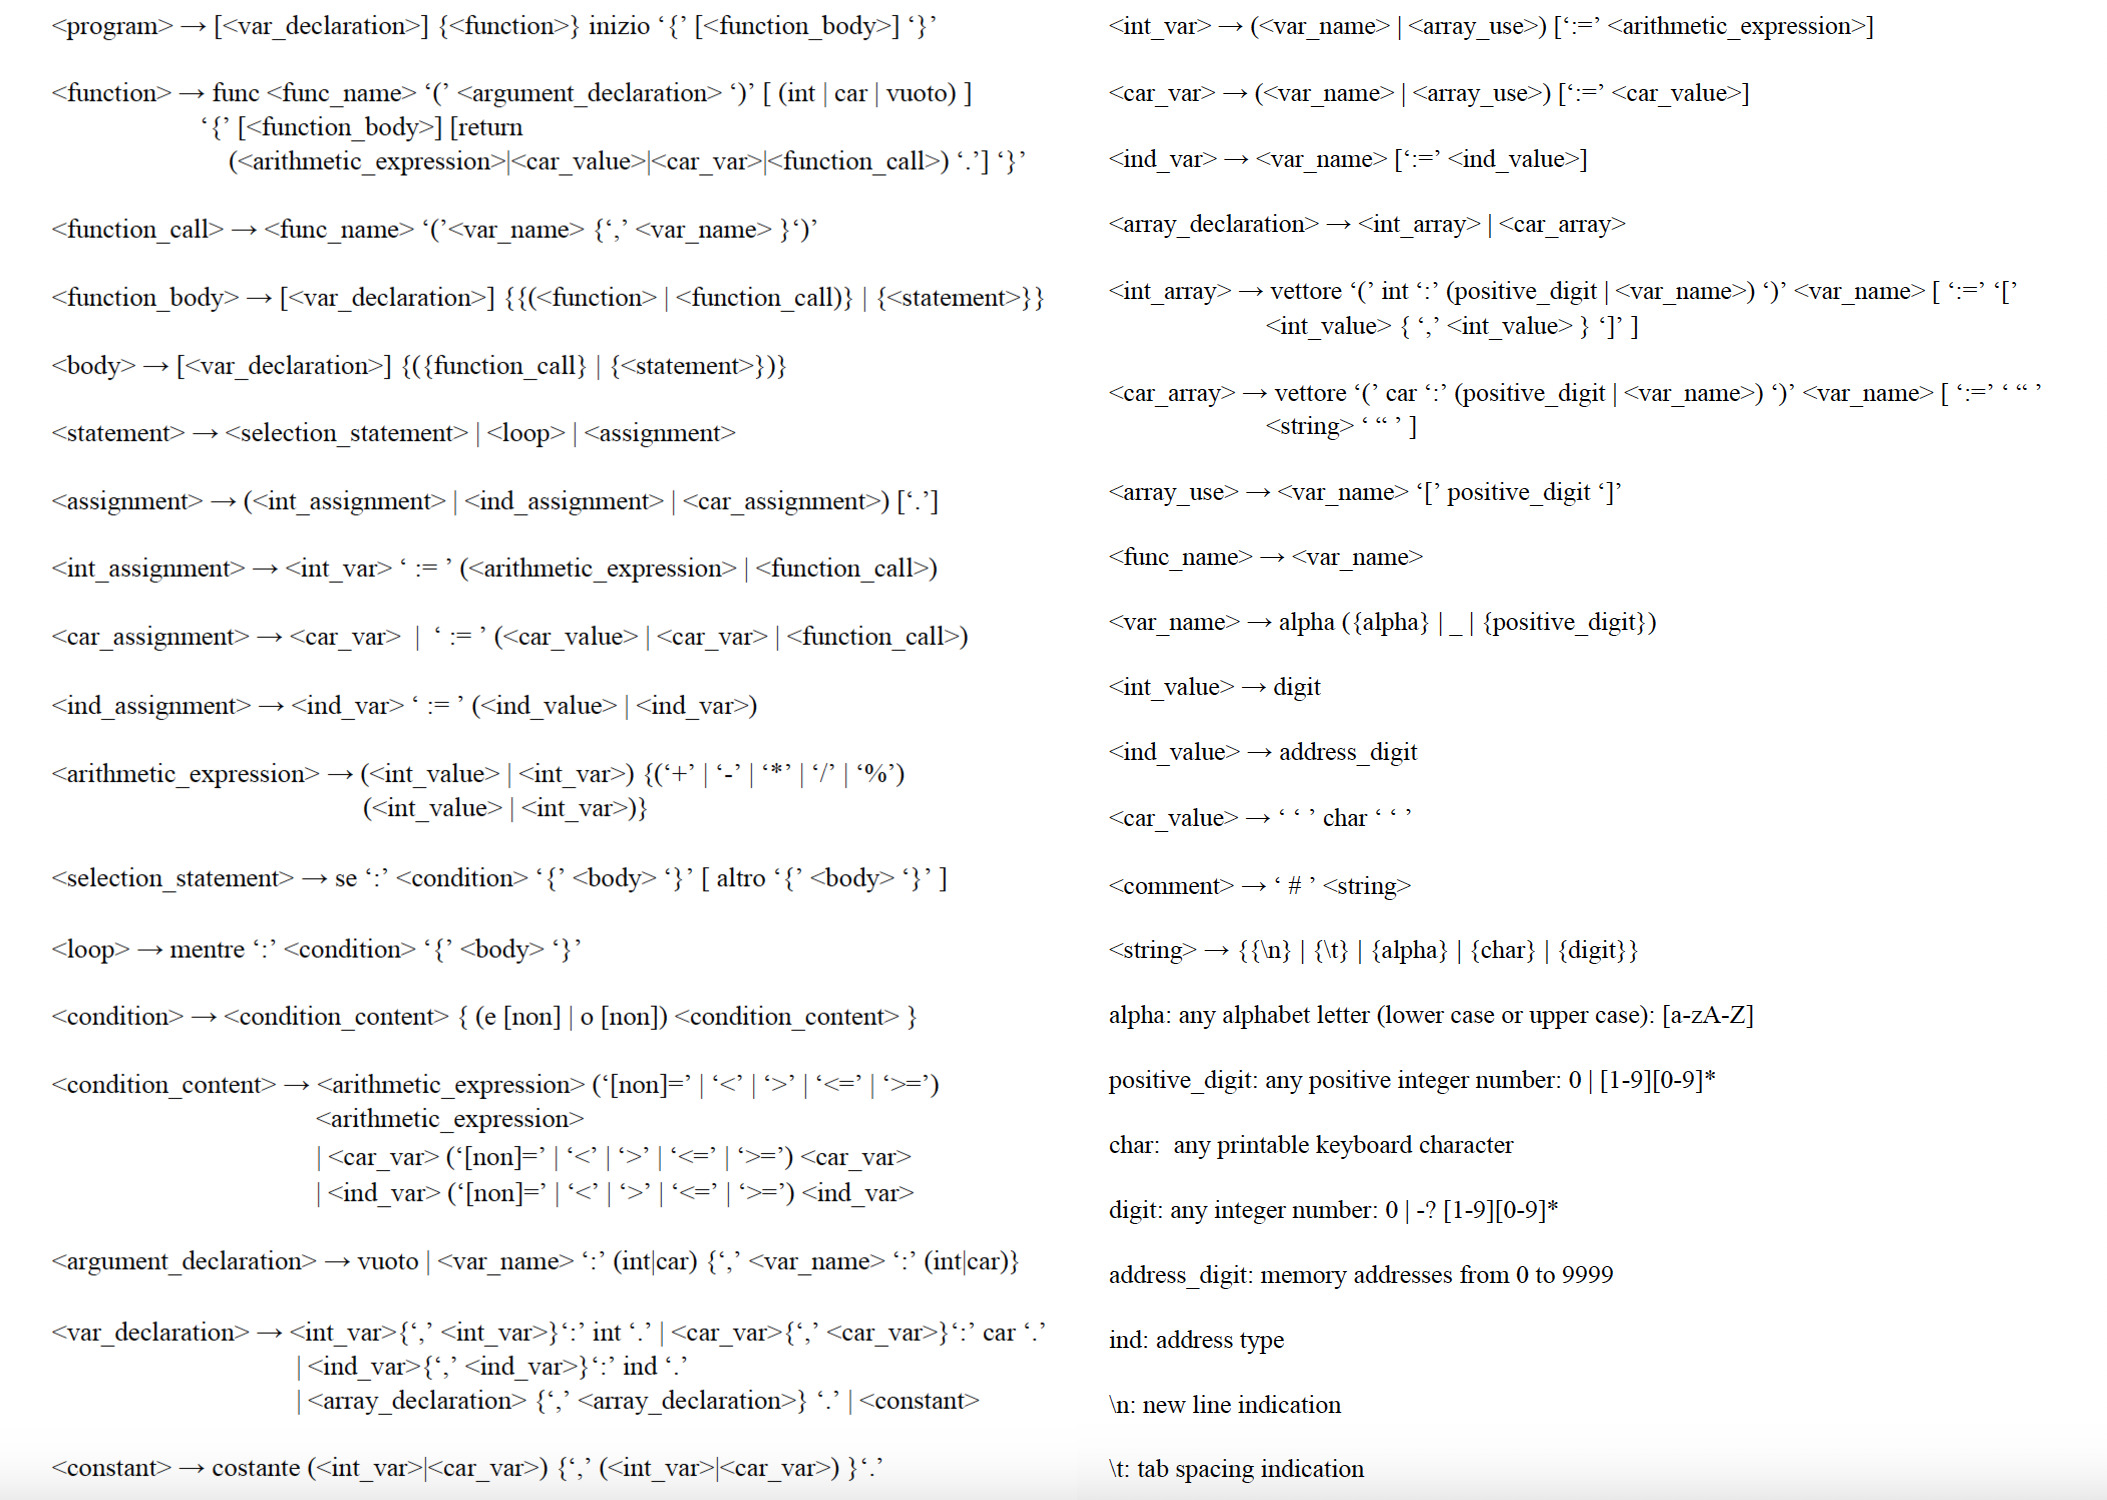 <program> → [<var_declaration>] {<function>} inizio ‘{’ [<function_body>] ‘}’
<function> → func <func_name> ‘(’ <argument_declaration> ‘)’ [ (int | car | vuoto) ]
‘{’ [<function_body>] [return
(<arithmetic_expression>|<car_value>|<car_var>|<function_call>) ‘.’] ‘}’
<function_call> → <func_name> ‘(’<var_name> {‘,’ <var_name> }‘)’
<function_body> → [<var_declaration>] {{(<function> | <function_call)} | {<statement>}}
<body> → [<var_declaration>] {({function_call} | {<statement>})}
<statement> → <selection_statement> | <loop> | <assignment>
<assignment> → (<int_assignment> | <ind_assignment> | <car_assignment>) [‘.’]
<int_assignment> → <int_var> ‘ := ’ (<arithmetic_expression> | <function_call>)
<car_assignment> → <car_var> | ‘ := ’ (<car_value> | <car_var> | <function_call>)
<ind_assignment> → <ind_var> ‘ := ’ (<ind_value> | <ind_var>)
<arithmetic_expression> → (<int_value> | <int_var>) {(‘+’ | ‘-’ | ‘*’ | ‘/’ | ‘%’)
(<int_value> | <int_var>)}
<selection_statement> → se ‘:’ <condition> ‘{’ <body> ‘}’ [ altro ‘{’ <body> ‘}’ ]
<loop> → mentre ‘:’ <condition> ‘{’ <body> ‘}’
<condition> → <condition_content> { (e [non] | o [non]) <condition_content> }
<condition_content> → <arithmetic_expression> (‘[non]=’ | ‘<’ | ‘>’ | ‘<=’ | ‘>=’)
<arithmetic_expression>
| <car_var> (‘[non]=’ | ‘<’ | ‘>’ | ‘<=’ | ‘>=’) <car_var>
| <ind_var> (‘[non]=’ | ‘<’ | ‘>’ | ‘<=’ | ‘>=’) <ind_var>
<argument_declaration> → vuoto | <var_name> ‘:’ (int|car) {‘,’ <var_name> ‘:’ (int|car)}
<var_declaration> → <int_var>{‘,’ <int_var>}‘:’ int ‘.’ | <car_var>{‘,’ <car_var>}‘:’ car ‘.’
| <ind_var>{‘,’ <ind_var>}‘:’ ind ‘.’
| <array_declaration> {‘,’ <array_declaration>} ‘.’ | <constant>
<constant> → costante (<int_var>|<car_var>) {‘,’ (<int_var>|<car_var>) }‘.’
<int_var> → (<var_name> | <array_use>) [‘:=’ <arithmetic_expression>]
<car_var> → (<var_name> | <array_use>) [‘:=’ <car_value>]
<ind_var> → <var_name> [‘:=’ <ind_value>]
<array_declaration> → <int_array> | <car_array>
<int_array> → vettore ‘(’ int ‘:’ (positive_digit | <var_name>) ‘)’ <var_name> [ ‘:=’ ‘[’
<int_value> { ‘,’ <int_value> } ‘]’ ]
<car_array> → vettore ‘(’ car ‘:’ (positive_digit | <var_name>) ‘)’ <var_name> [ ‘:=’ ‘ “ ’
<string> ‘ “ ’ ]
<array_use> → <var_name> ‘[’ positive_digit ‘]’
<func_name> → <var_name>
<var_name> → alpha ({alpha} | _ | {positive_digit})
<int_value> → digit
<ind_value> → address_digit
<car_value> → ‘ ‘ ’ char ‘ ‘ ’
<comment> → ‘ # ’ <string>
<string> → {{\n} | {\t} | {alpha} | {char} | {digit}}
alpha: any alphabet letter (lower case or upper case): [a-zA-Z]
positive_digit: any positive integer number: 0 | [1-9][0-9]*
char: any printable keyboard character
digit: any integer number: 0 | -? [1-9][0-9]*
address_digit: memory addresses from 0 to 9999
ind: address type
\n: new line indication
\t: tab spacing indication